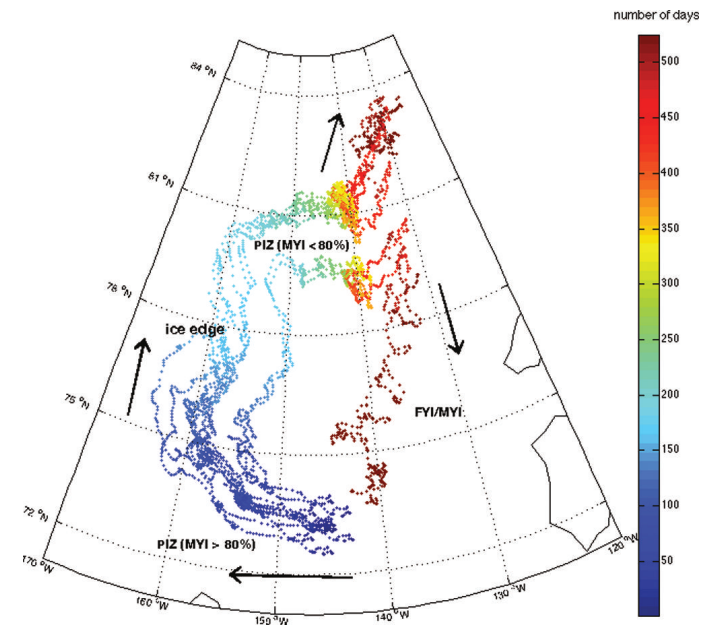 number of days
500
450
400
350
300
250
200
150
100
50
84 °N
81 °N
78 °N
75 °N
72 °N
170 °W
160 °W
150 °W
140 °W
130 °W
120 °W
PIZ (MYI < 80%)
ice edge
FYI/MYI
PIZ (MYI > 80%)